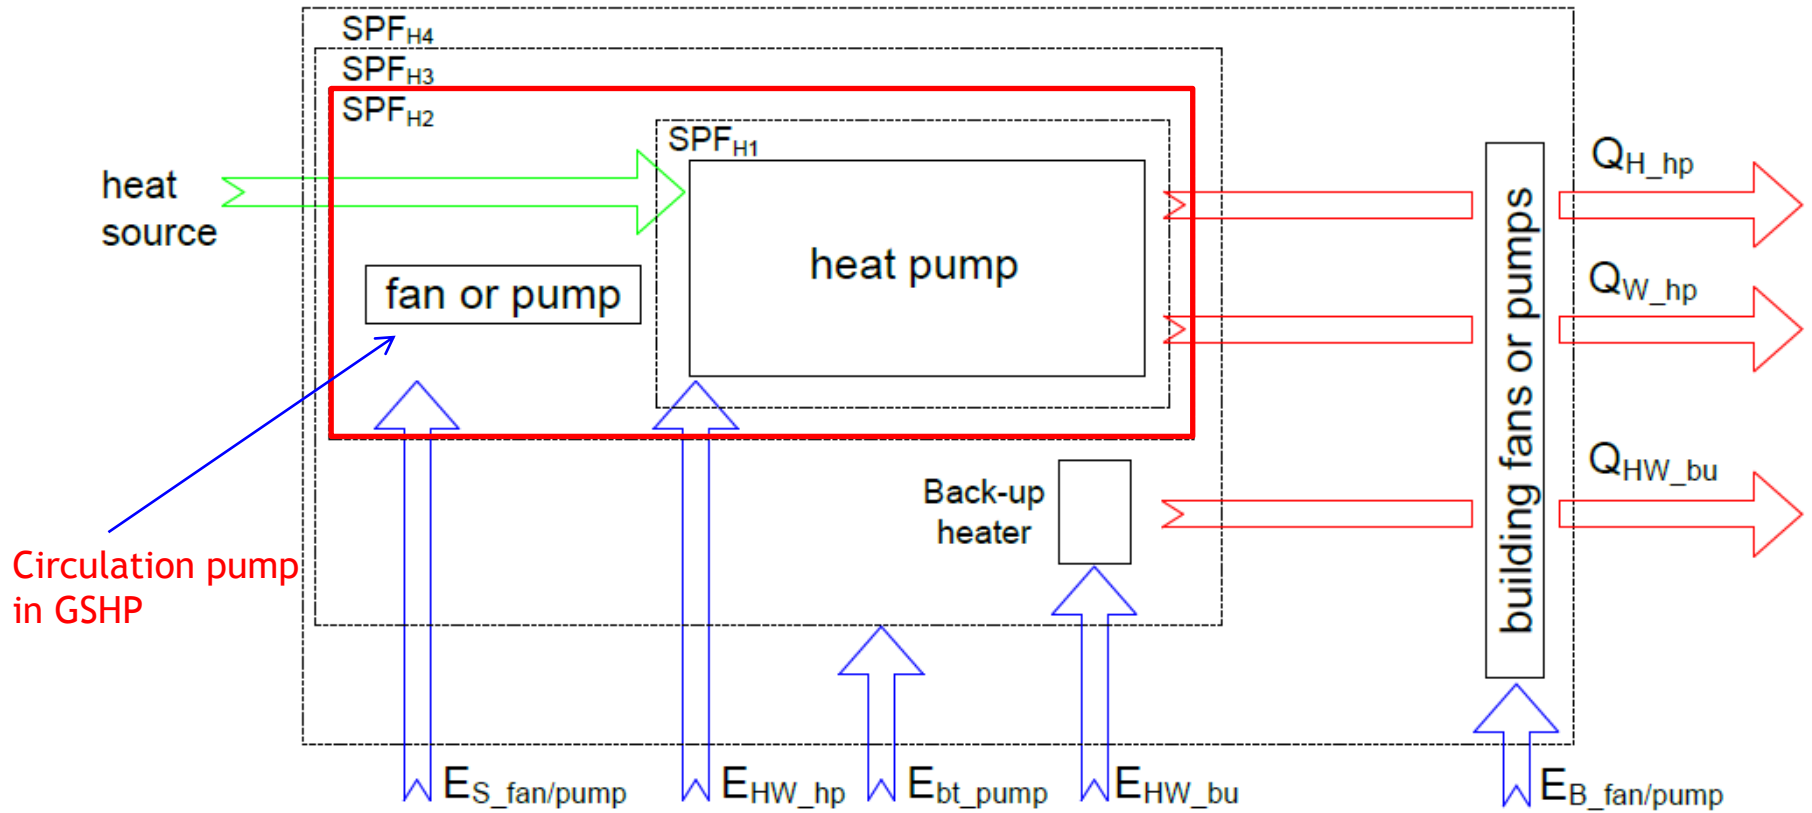 SPFH4
SPFH3
SPFH2
SPFH1
heat
source
fan or pump
heat pump
QH_hp
QW_hp
QHW_bu
building fans or pumps
Back-up
heater
Circulation pump
in GSHP
ES_fan/pump
EHW_hp
Ebt_pump
EHW_bu
EB_fan/pump